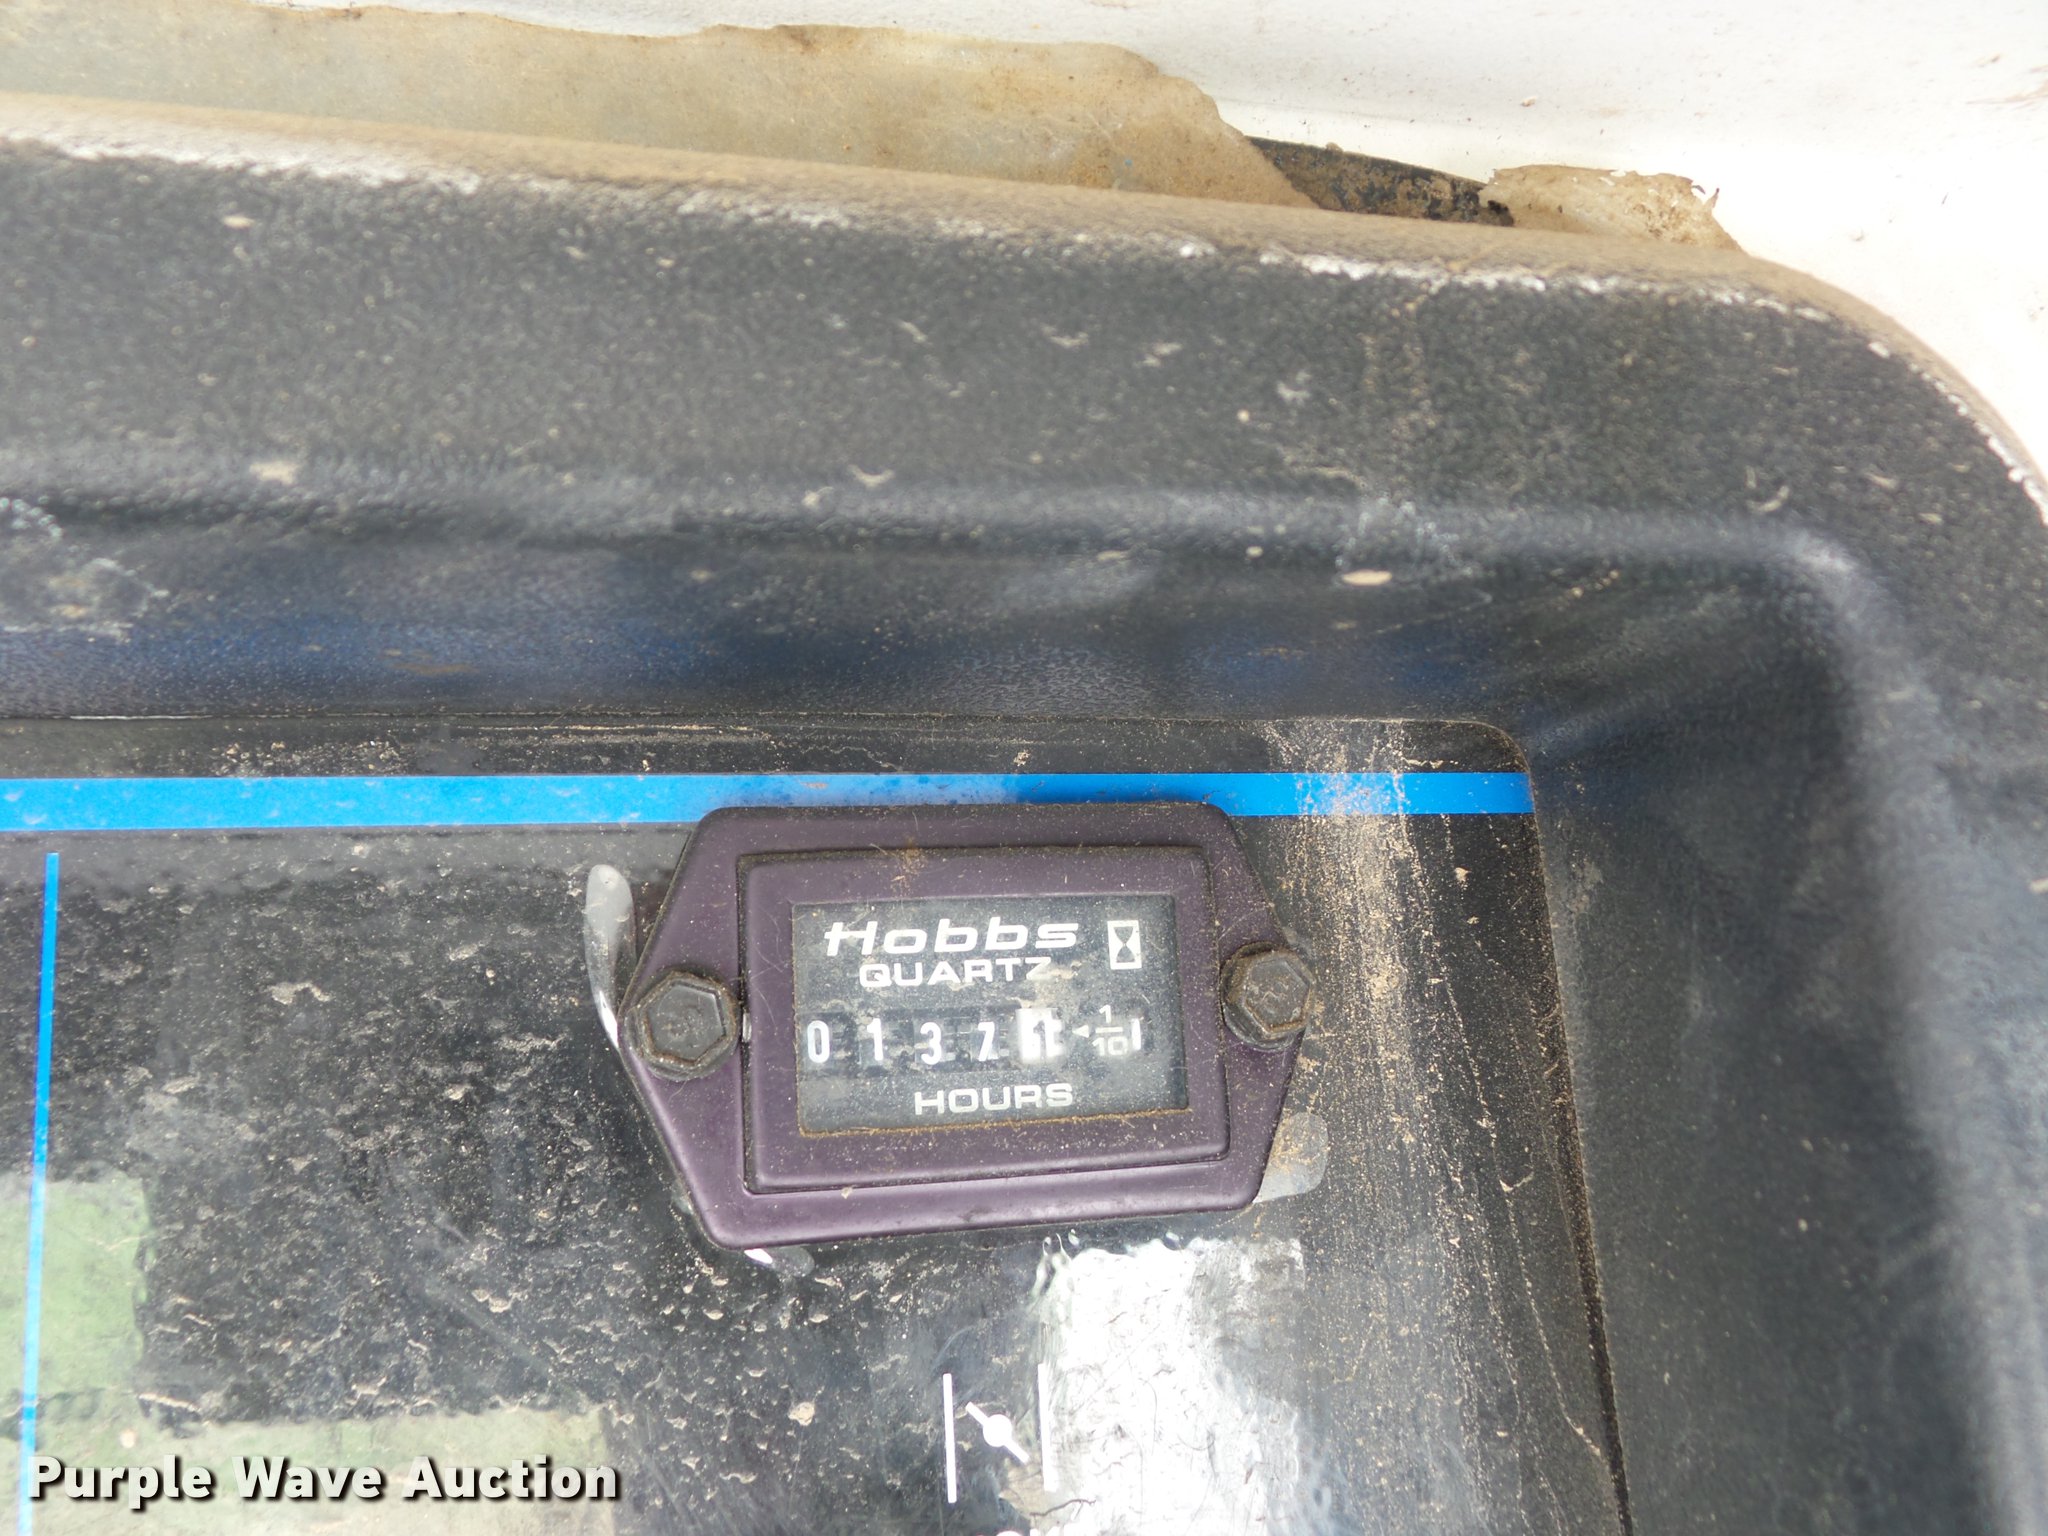 Hobbs
QUARTZ
0 1 3 7 1/10
HOURS
Purple Wave Auction